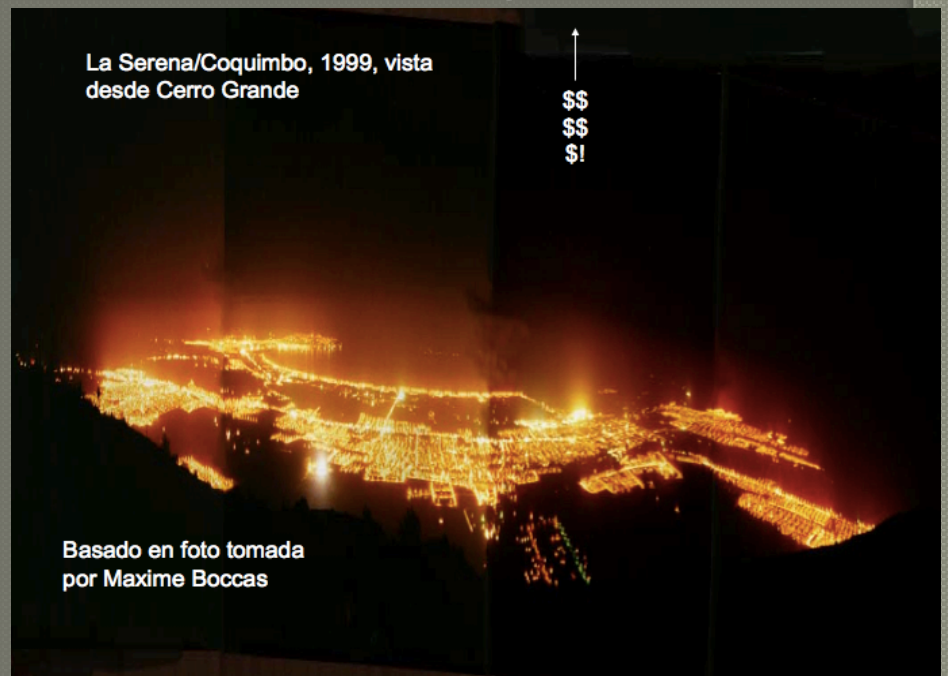 La Serena/Coquimbo, 1999, vista
desde Cerro Grande
$$
$$
$!
Basado en foto tomada
por Maxime Boccas